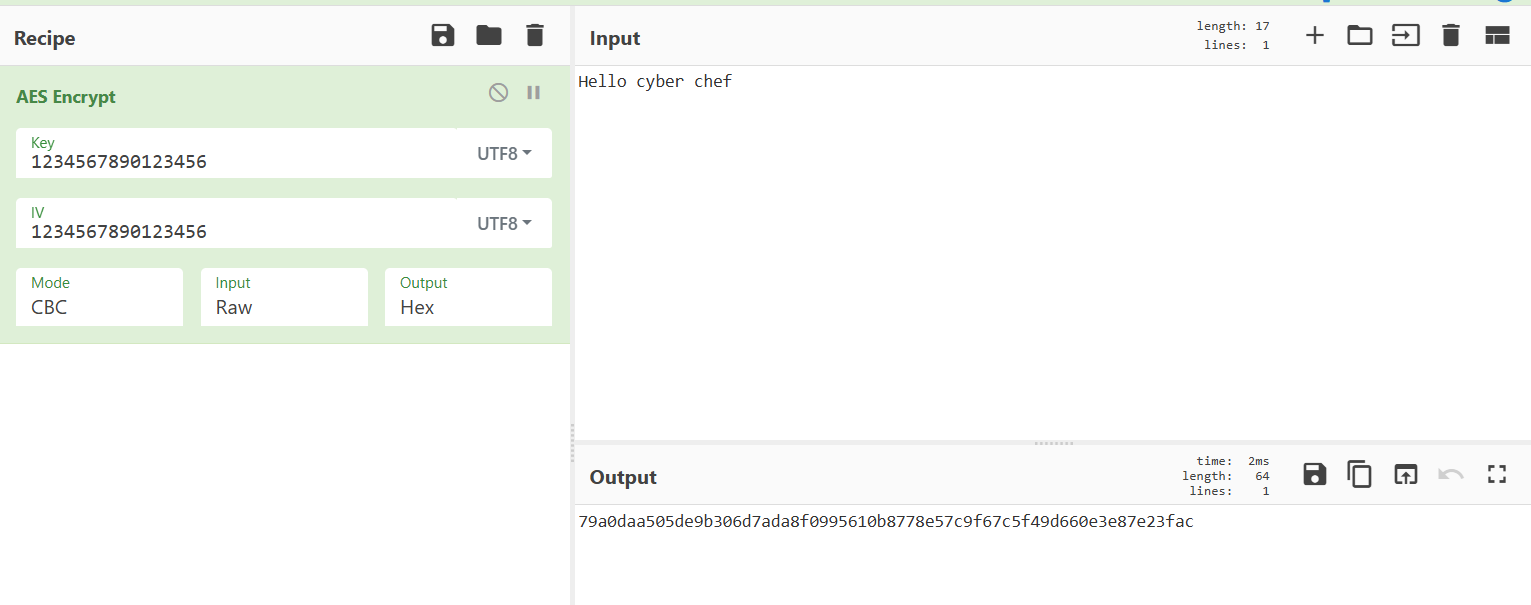 Recipe
AES Encrypt
Key
1234567890123456
UTF8
IV
1234567890123456
UTF8
Mode
CBC
Input
Raw
Output
Hex
Input
length: 17
lines: 1
Hello cyber chef
Output
time: 2ms
length: 64
lines: 1
79a0daa505de9b306d7ada8f0995610b8778e57c9f67c5f49d660e3e87e23fac